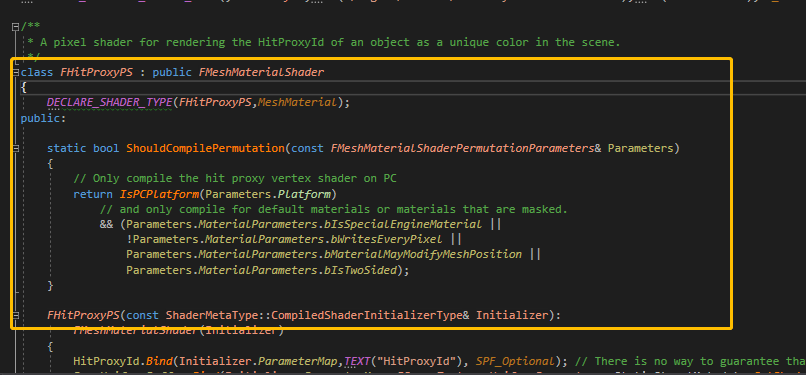 /**
* A pixel shader for rendering the HitProxyId of an object as a unique color in the scene.
*/
class FHitProxyPS : public FMeshMaterialShader
{
DECLARE_SHADER_TYPE(FHitProxyPS,MeshMaterial);
public:
static bool ShouldCompilePermutation(const FMeshMaterialShaderPermutationParameters& Parameters)
{
// Only compile the hit proxy vertex shader on PC
return IsPCPlatform(Parameters.Platform)
// and only compile for default materials or materials that are masked.
&& (Parameters.MaterialParameters.bIsSpecialEngineMaterial ||
!Parameters.MaterialParameters.bWritesEveryPixel ||
Parameters.MaterialParameters.bMaterialMayModifyMeshPosition ||
Parameters.MaterialParameters.bIsTwoSided);
}
FHitProxyPS(const ShaderMetaType::CompiledShaderInitializerType& Initializer):
FMeshMaterialShader(Initializer)
{
HitProxyId.Bind(Initializer.ParameterMap,TEXT("HitProxyId"), SPF_Optional); // There is no way to guarantee tha